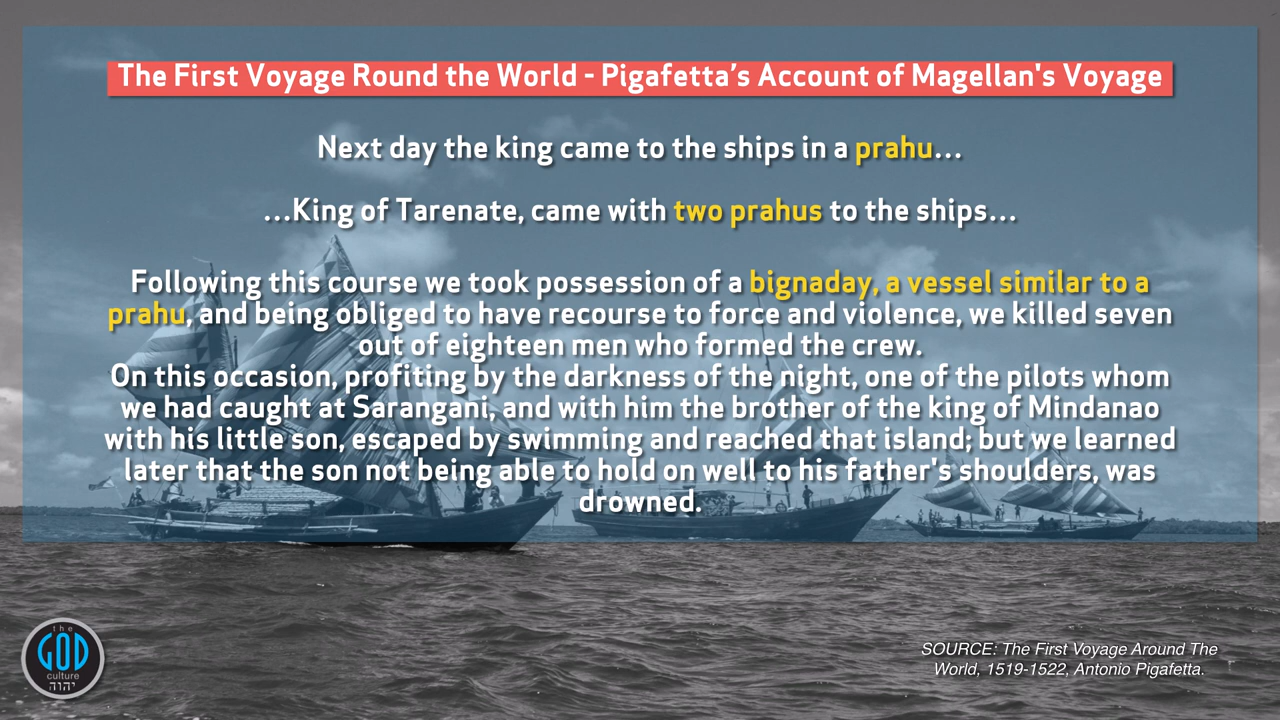 The First Voyage Round the World - Pigafetta’s Account of Magellan's Voyage
Next day the king came to the ships in a prahu...
...King of Tarenate, came with two prahus to the ships...
Following this course we took possession of a bignaday, a vessel similar to a
prahu, and being obliged to have recourse to force and violence, we killed seven
out of eighteen men who formed the crew.
On this occasion, profiting by the darkness of the night, one of the pilots whom
we had caught at Sarangani, and with him the brother of the king of Mindanao
with his little son, escaped by swimming and reached that island; but we learned
later that the son not being able to hold on well to his father's shoulders, was
drowned.
the
GOD
culture
יהוה
SOURCE: The First Voyage Around The
World, 1519-1522, Antonio Pigafetta.